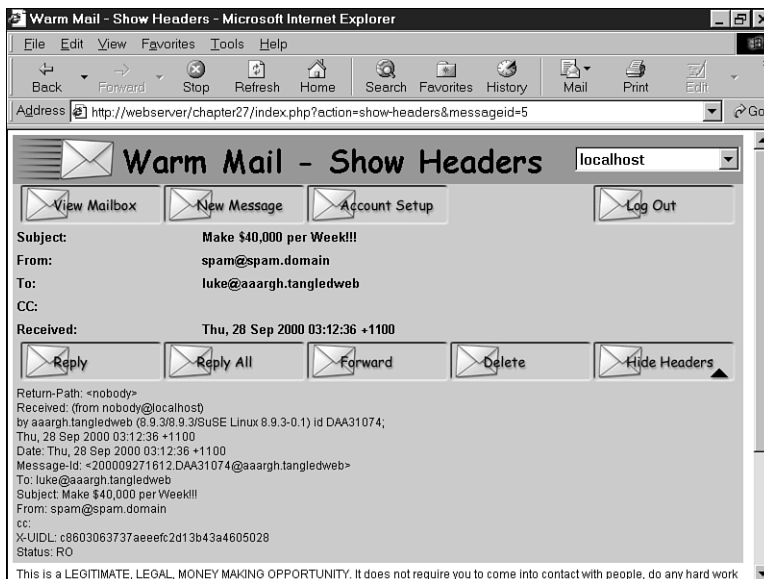 Warm Mail - Show Headers - Microsoft Internet Explorer
File Edit View Favorites Tools Help
Back Forward Stop Refresh Home Search Favorites History Mail Print Edit
Address http://webserver/chapter27/index.php?action=show-headers&messageid=5 Go
Warm Mail - Show Headers localhost
View Mailbox New Message Account Setup Log Out
Subject: Make $40,000 per Week!!!
From: spam@spam.domain
To: luke@aaargh.tangledweb
CC:
Received: Thu, 28 Sep 2000 03:12:36 +1100
Reply Reply All Forward Delete Hide Headers
Return-Path: <nobody>
Received: (from nobody@localhost)
by aaargh.tangledweb (8.9.3/8.9.3/SuSE Linux 8.9.3-0.1) id DAA31074;
Thu, 28 Sep 2000 03:12:36 +1100
Date: Thu, 28 Sep 2000 03:12:36 +1100
Message-Id: <200009271612.DAA31074@aaargh.tangledweb>
To: luke@aaargh.tangledweb
Subject: Make $40,000 per Week!!!
From: spam@spam.domain
cc:
X-UIDL: c8603063737aeeefc2d13b43a4605028
Status: RO
This is a LEGITIMATE, LEGAL, MONEY MAKING OPPORTUNITY. It does not require you to come into contact with people, do any hard work